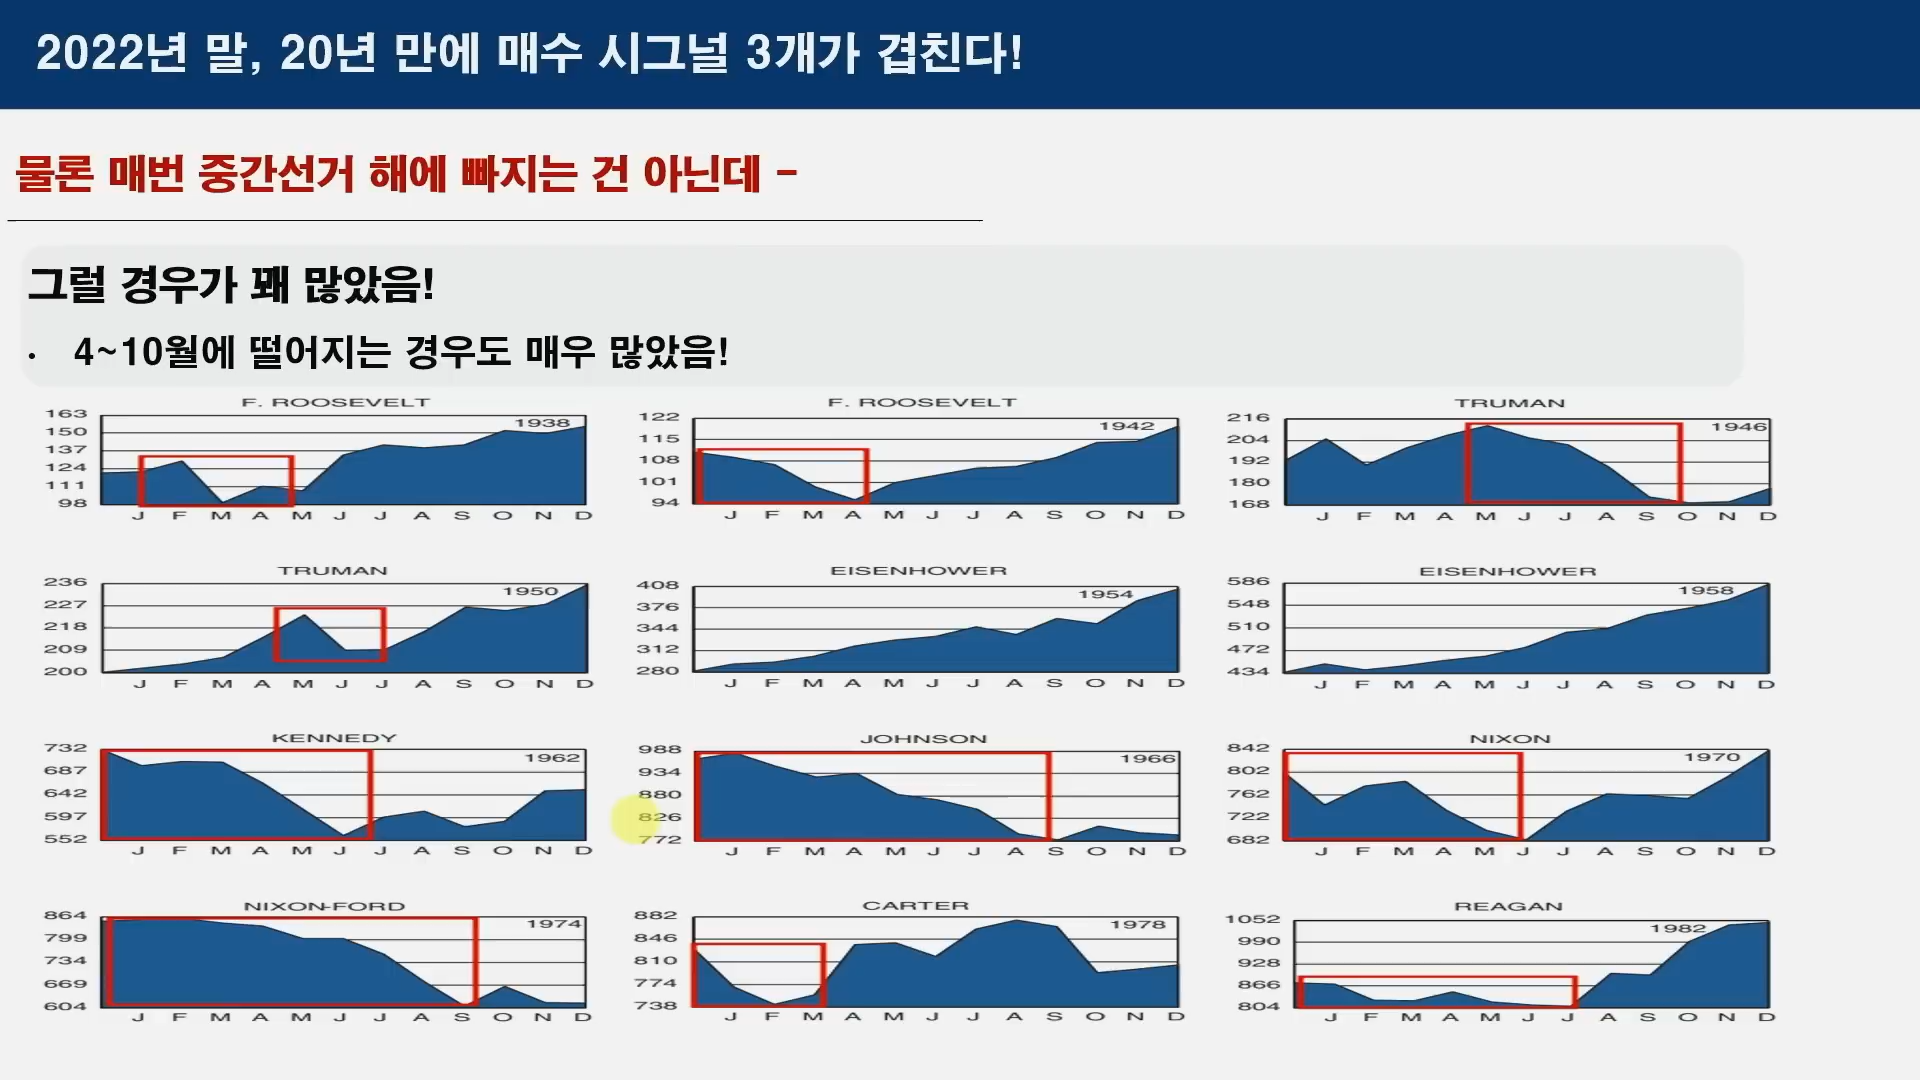 2022년 말, 20년 만에 매수 시그널 3개가 겹친다!
물론 매번 중간선거 해에 빠지는 건 아닌데 -
그럴 경우가 꽤 많았음!
• 4~10월에 떨어지는 경우도 매우 많았음!
F. ROOSEVELT
1938
163
150
137
124
111
98
J F M A M J J A S O N D
F. ROOSEVELT
1942
122
115
108
101
94
J F M A M J J A S O N D
TRUMAN
1946
216
204
192
180
168
J F M A M J J A S O N D
TRUMAN
1950
236
227
218
209
200
J F M A M J J A S O N D
EISENHOWER
1954
408
376
344
312
280
J F M A M J J A S O N D
EISENHOWER
1958
586
548
510
472
434
J F M A M J J A S O N D
KENNEDY
1962
732
687
642
597
552
J F M A M J J A S O N D
JOHNSON
1966
988
934
880
826
772
J F M A M J J A S O N D
NIXON
1970
842
802
762
722
682
J F M A M J J A S O N D
NIXON-FORD
1974
864
799
734
669
604
J F M A M J J A S O N D
CARTER
1978
882
846
810
774
738
J F M A M J J A S O N D
REAGAN
1982
1052
990
928
866
804
J F M A M J J A S O N D